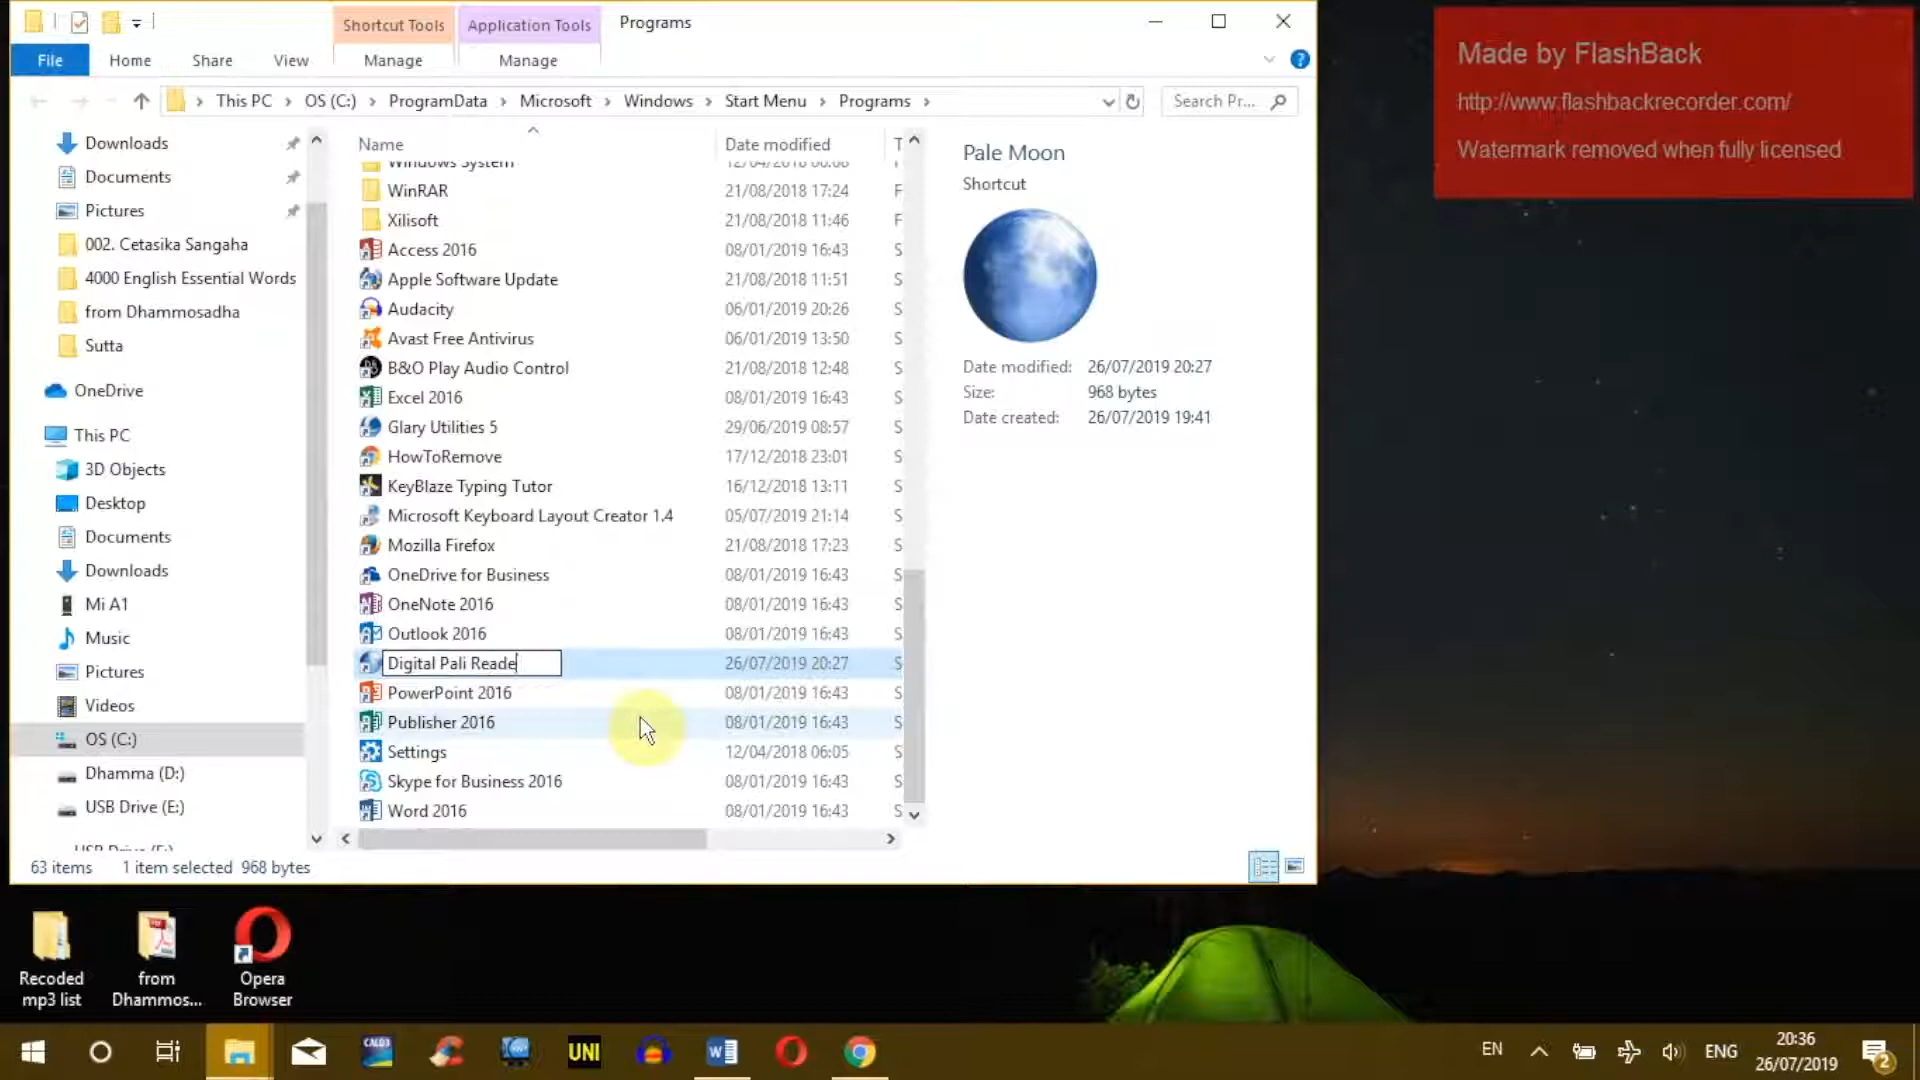 Shortcut Tools
Application Tools
Programs
File
Home
Share
View
Manage
Manage
This PC > OS (C:) > ProgramData > Microsoft > Windows > Start Menu > Programs >
Search Pr...
Made by FlashBack
http://www.flashbackrecorder.com/
Watermark removed when fully licensed
Downloads
Documents
Pictures
002. Cetasika Sangaha
4000 English Essential Words
from Dhammosadha
Sutta
OneDrive
This PC
3D Objects
Desktop
Documents
Downloads
Mi A1
Music
Pictures
Videos
OS (C:)
Dhamma (D:)
USB Drive (E:)
USB Drive (F:)
Name Date modified T
Windows System 12/04/2018 06:06
WinRAR 21/08/2018 17:24 F
Xilisoft 21/08/2018 11:46 F
Access 2016 08/01/2019 16:43 S
Apple Software Update 21/08/2018 11:51 S
Audacity 06/01/2019 20:26 S
Avast Free Antivirus 06/01/2019 13:50 S
B&O Play Audio Control 21/08/2018 12:48 S
Excel 2016 08/01/2019 16:43 S
Glary Utilities 5 29/06/2019 08:57 S
HowToRemove 17/12/2018 23:01 S
KeyBlaze Typing Tutor 16/12/2018 13:11 S
Microsoft Keyboard Layout Creator 1.4 05/07/2019 21:14 S
Mozilla Firefox 21/08/2018 17:23 S
OneDrive for Business 08/01/2019 16:43 S
OneNote 2016 08/01/2019 16:43 S
Outlook 2016 08/01/2019 16:43 S
Digital Pali Reade 26/07/2019 20:27 S
PowerPoint 2016 08/01/2019 16:43 S
Publisher 2016 08/01/2019 16:43 S
Settings 12/04/2018 06:05 S
Skype for Business 2016 08/01/2019 16:43 S
Word 2016 08/01/2019 16:43 S
Pale Moon
Shortcut
Date modified: 26/07/2019 20:27
Size: 968 bytes
Date created: 26/07/2019 19:41
63 items 1 item selected 968 bytes
Recoded
mp3 list
from
Dhammos...
Opera
Browser
CALD3
UNI
EN
ENG
20:36
26/07/2019
2